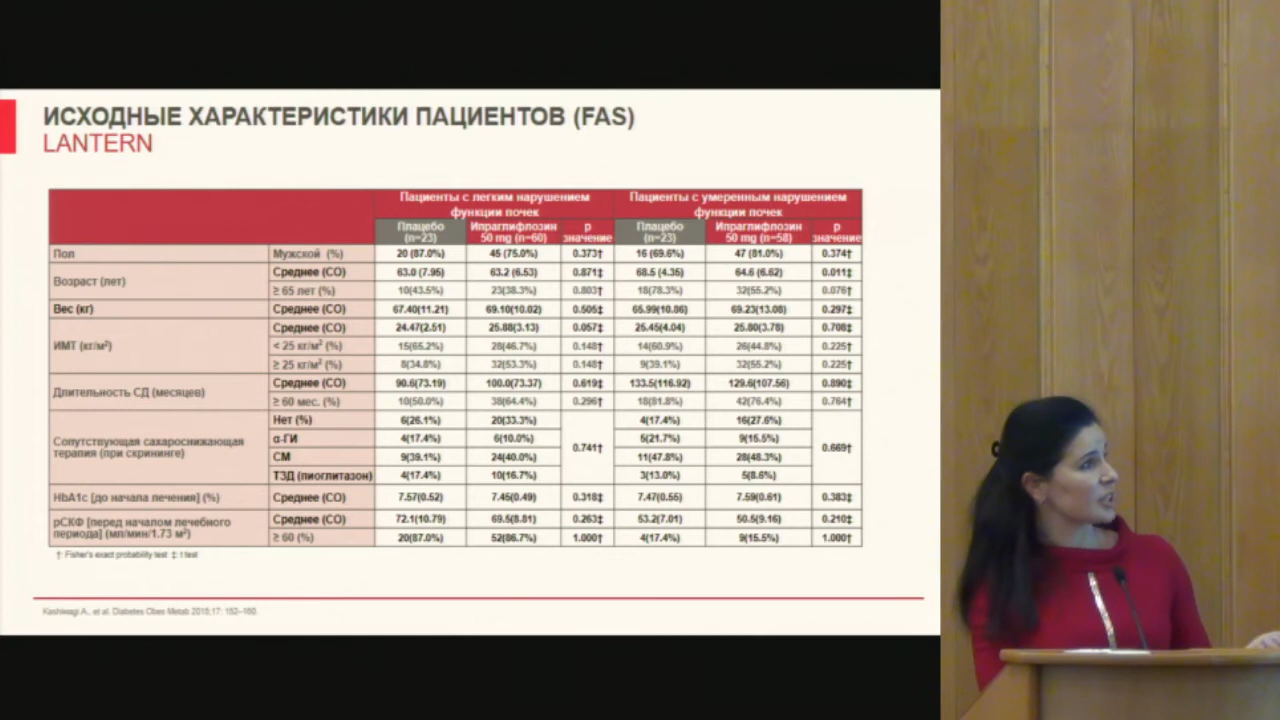 ИСХОДНЫЕ ХАРАКТЕРИСТИКИ ПАЦИЕНТОВ (FAS)
LANTERN
Пациенты с легким нарушением функции почек Пациенты с умеренным нарушением функции почек
Плацебо (n=23) Ипраглифлозин 50 mg (n=60) p значение Плацебо (n=23) Ипраглифлозин 50 mg (n=58) p значение
Пол Мужской (%) 20 (87.0%) 45 (75.0%) 0.373† 16 (69.6%) 47 (81.0%) 0.374†
Возраст (лет) Среднее (СО) 63.0 (7.95) 63.2 (6.53) 0.871‡ 68.5 (4.35) 64.6 (6.62) 0.011‡
≥ 65 лет (%) 10(43.5%) 23(38.3%) 0.803† 18(78.3%) 32(55.2%) 0.076†
Вес (кг) Среднее (СО) 67.40(11.21) 69.10(10.02) 0.505‡ 65.99(10.86) 69.23(13.08) 0.297‡
ИМТ (кг/м²) Среднее (СО) 24.47(2.51) 25.88(3.13) 0.057‡ 25.45(4.04) 25.80(3.78) 0.708‡
< 25 кг/м² (%) 15(65.2%) 28(46.7%) 0.148† 14(60.9%) 26(44.8%) 0.225†
≥ 25 кг/м² (%) 8(34.8%) 32(53.3%) 0.148† 9(39.1%) 32(55.2%) 0.225†
Длительность СД (месяцев) Среднее (СО) 90.6(73.19) 100.0(73.37) 0.619‡ 133.5(116.92) 129.6(107.56) 0.890‡
≥ 60 мес. (%) 10(50.0%) 38(64.4%) 0.296† 18(81.8%) 42(76.4%) 0.764†
Сопутствующая сахароснижающая терапия (при скрининге) Нет (%) 6(26.1%) 20(33.3%) 0.741† 4(17.4%) 16(27.6%) 0.669†
α-ГИ 4(17.4%) 6(10.0%) 5(21.7%) 9(15.5%)
СМ 9(39.1%) 24(40.0%) 11(47.8%) 28(48.3%)
ТЗД (пиоглитазон) 4(17.4%) 10(16.7%) 3(13.0%) 5(8.6%)
HbA1c [до начала лечения] (%) Среднее (СО) 7.57(0.52) 7.45(0.49) 0.318‡ 7.47(0.55) 7.59(0.61) 0.383‡
рСКФ [перед началом лечебного периода] (мл/мин/1.73 м²) Среднее (СО) 72.1(10.79) 69.5(8.81) 0.263‡ 53.2(7.01) 50.5(9.16) 0.210‡
≥ 60 (%) 20(87.0%) 52(86.7%) 1.000† 4(17.4%) 9(15.5%) 1.000†
†: Fisher's exact probability test ‡: t test
Kashiwagi A., et al. Diabetes Obes Metab 2015;17: 152–160.